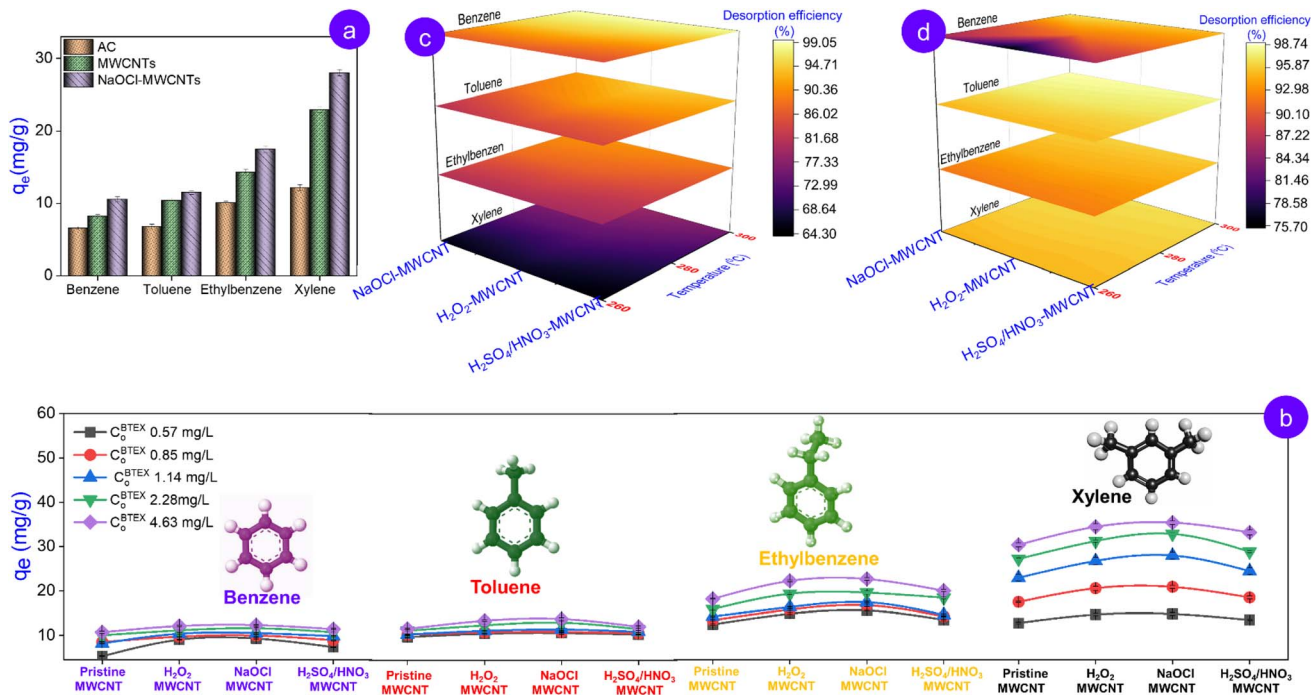 a
30
20
10
0
qe(mg/g)
AC
MWCNTs
NaOCl-MWCNTs
Benzene
Toluene
Ethylbenzene
Xylene
c
Benzene
Toluene
Ethylbenzen
Xylene
NaOCl-MWCNT
H₂O₂-MWCNT
H₂SO₄/HNO₃-MWCNT
260
280
300
Temperature (°C)
Desorption efficiency
(%)
99.05
94.71
90.36
86.02
81.68
77.33
72.99
68.64
64.30
d
Benzene
Toluene
Ethylbenzene
Xylene
NaOCl-MWCNT
H₂O₂-MWCNT
H₂SO₄/HNO₃-MWCNT
260
280
300
Temperature (°C)
Desorption efficiency
(%)
98.74
95.87
92.98
90.10
87.22
84.34
81.46
78.58
75.70
b
60
50
40
30
20
10
qe (mg/g)
C₀ᴮᵀᴱˣ 0.57 mg/L
C₀ᴮᵀᴱˣ 0.85 mg/L
C₀ᴮᵀᴱˣ 1.14 mg/L
C₀ᴮᵀᴱˣ 2.28mg/L
C₀ᴮᵀᴱˣ 4.63 mg/L
Benzene
Toluene
Ethylbenzene
Xylene
Pristine
MWCNT
H₂O₂
MWCNT
NaOCl
MWCNT
H₂SO₄/HNO₃
MWCNT
Pristine
MWCNT
H₂O₂
MWCNT
NaOCl
MWCNT
H₂SO₄/HNO₃
MWCNT
Pristine
MWCNT
H₂O₂
MWCNT
NaOCl
MWCNT
H₂SO₄/HNO₃
MWCNT
Pristine
MWCNT
H₂O₂
MWCNT
NaOCl
MWCNT
H₂SO₄/HNO₃
MWCNT